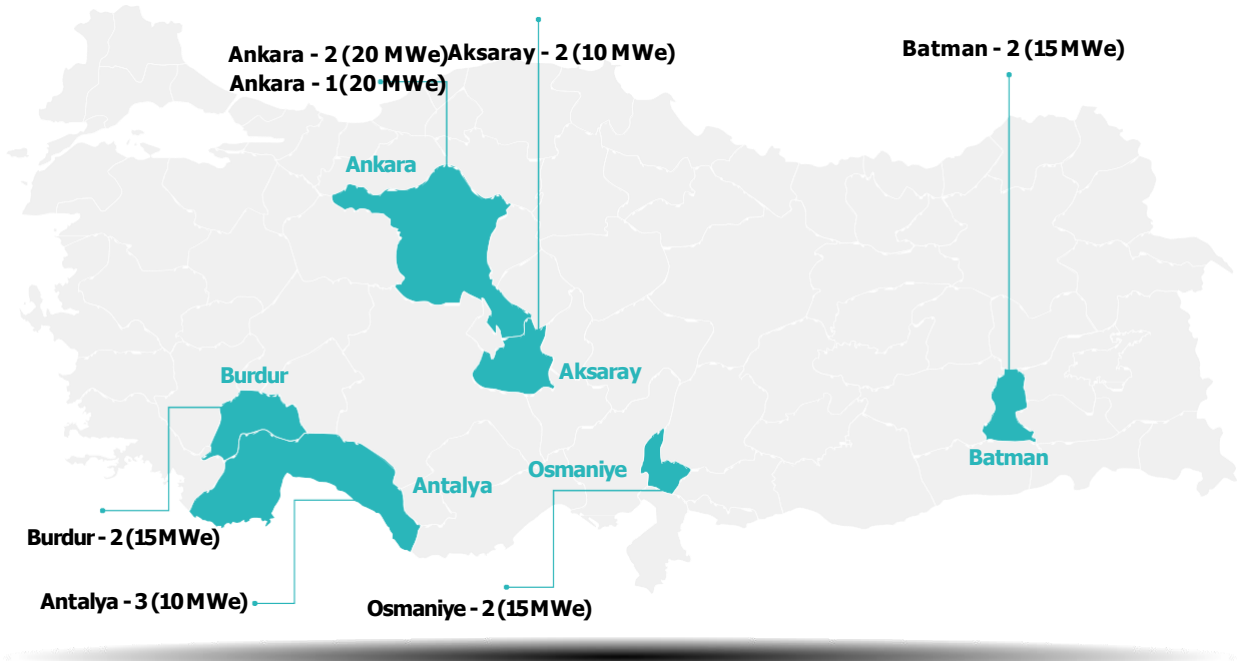 Ankara - 2 (20 MWe)
Aksaray - 2 (10 MWe)
Batman - 2 (15 MWe)
Ankara - 1 (20 MWe)
Ankara
Burdur
Aksaray
Osmaniye
Batman
Antalya
Burdur - 2 (15 MWe)
Antalya - 3 (10 MWe)
Osmaniye - 2 (15 MWe)